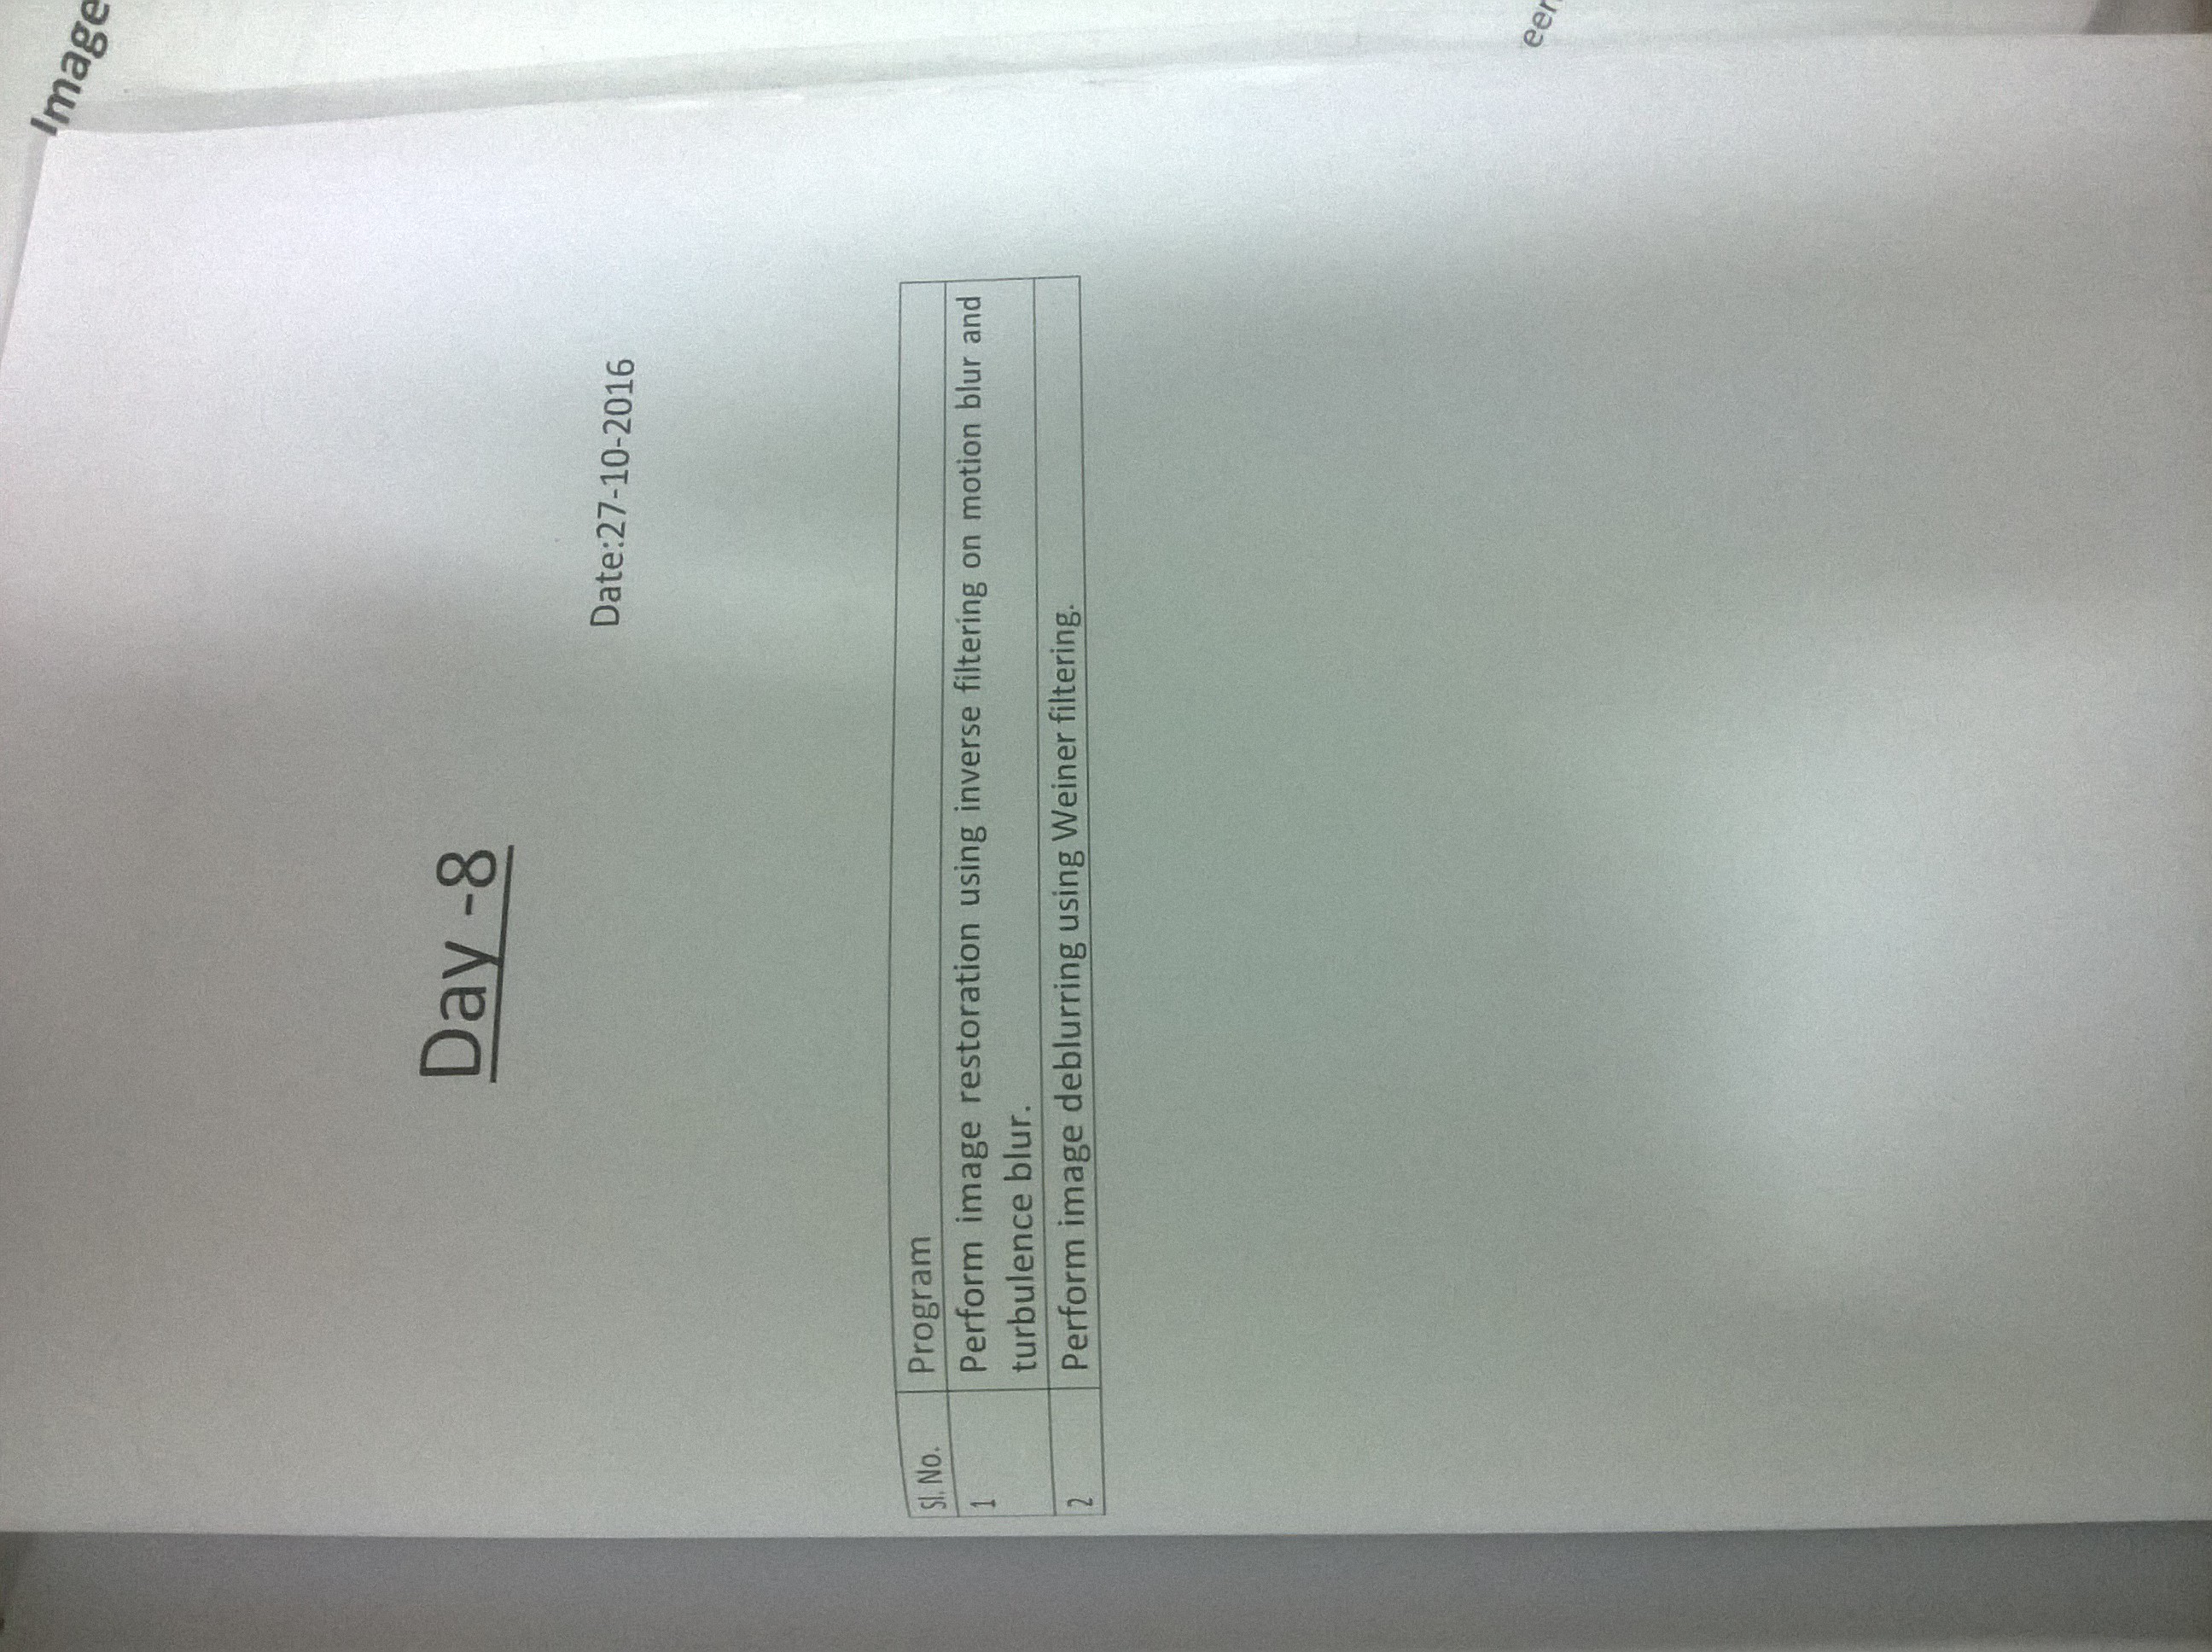 Image
Day -8
Date:27-10-2016
Sl. No. Program
1 Perform image restoration using inverse filtering on motion blur and
turbulence blur.
2 Perform image deblurring using Weiner filtering.